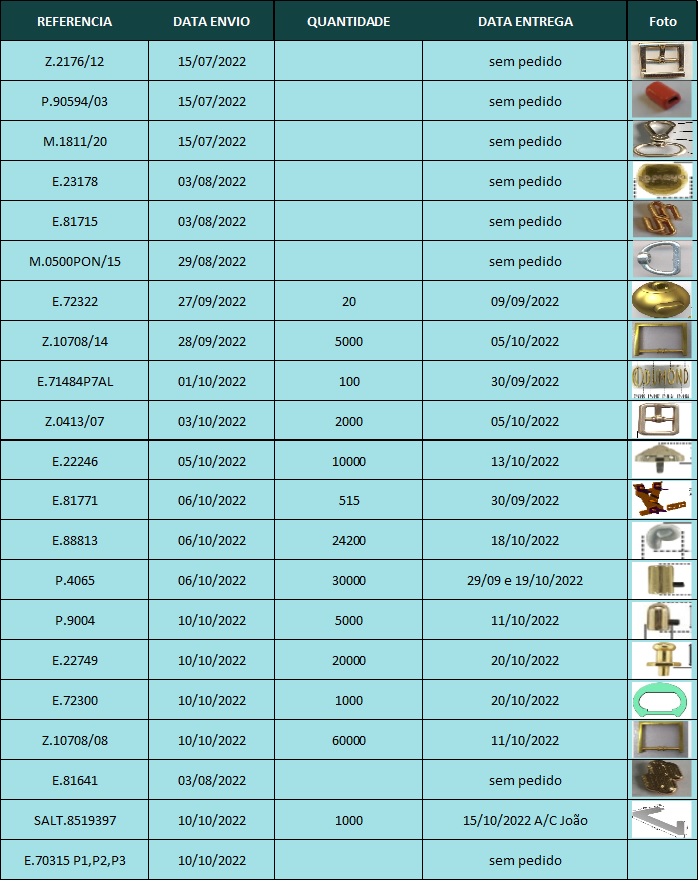 REFERENCIA DATA ENVIO QUANTIDADE DATA ENTREGA Foto
Z.2176/12 15/07/2022 sem pedido
P.90594/03 15/07/2022 sem pedido
M.1811/20 15/07/2022 sem pedido
E.23178 03/08/2022 sem pedido
E.81715 03/08/2022 sem pedido
M.0500PON/15 29/08/2022 sem pedido
E.72322 27/09/2022 20 09/09/2022
Z.10708/14 28/09/2022 5000 05/10/2022
E.71484P7AL 01/10/2022 100 30/09/2022
Z.0413/07 03/10/2022 2000 05/10/2022
E.22246 05/10/2022 10000 13/10/2022
E.81771 06/10/2022 515 30/09/2022
E.88813 06/10/2022 24200 18/10/2022
P.4065 06/10/2022 30000 29/09 e 19/10/2022
P.9004 10/10/2022 5000 11/10/2022
E.22749 10/10/2022 20000 20/10/2022
E.72300 10/10/2022 1000 20/10/2022
Z.10708/08 10/10/2022 60000 11/10/2022
E.81641 03/08/2022 sem pedido
SALT.8519397 10/10/2022 1000 15/10/2022 A/C João
E.70315 P1,P2,P3 10/10/2022 sem pedido